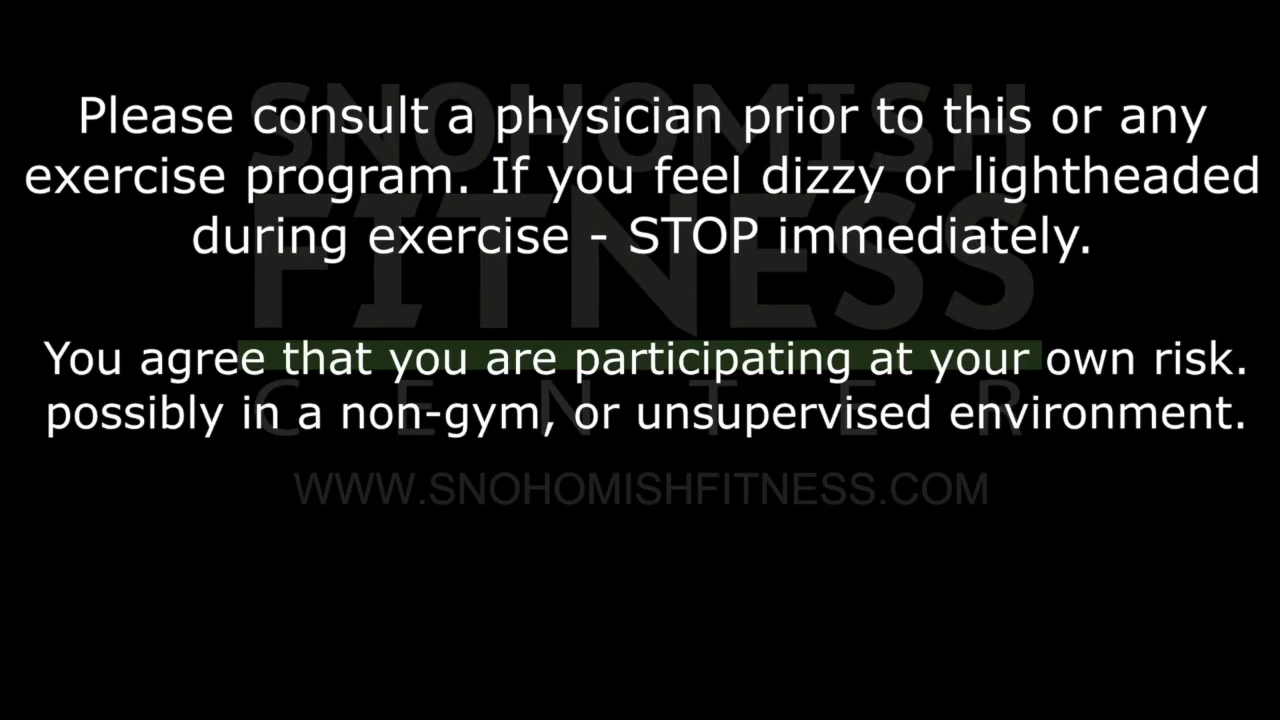 Please consult a physician prior to this or any
exercise program. If you feel dizzy or lightheaded
during exercise - STOP immediately.
You agree that you are participating at your own risk.
possibly in a non-gym, or unsupervised environment.
SNOHOMISH
FITNESS
CENTER
WWW.SNOHOMISHFITNESS.COM